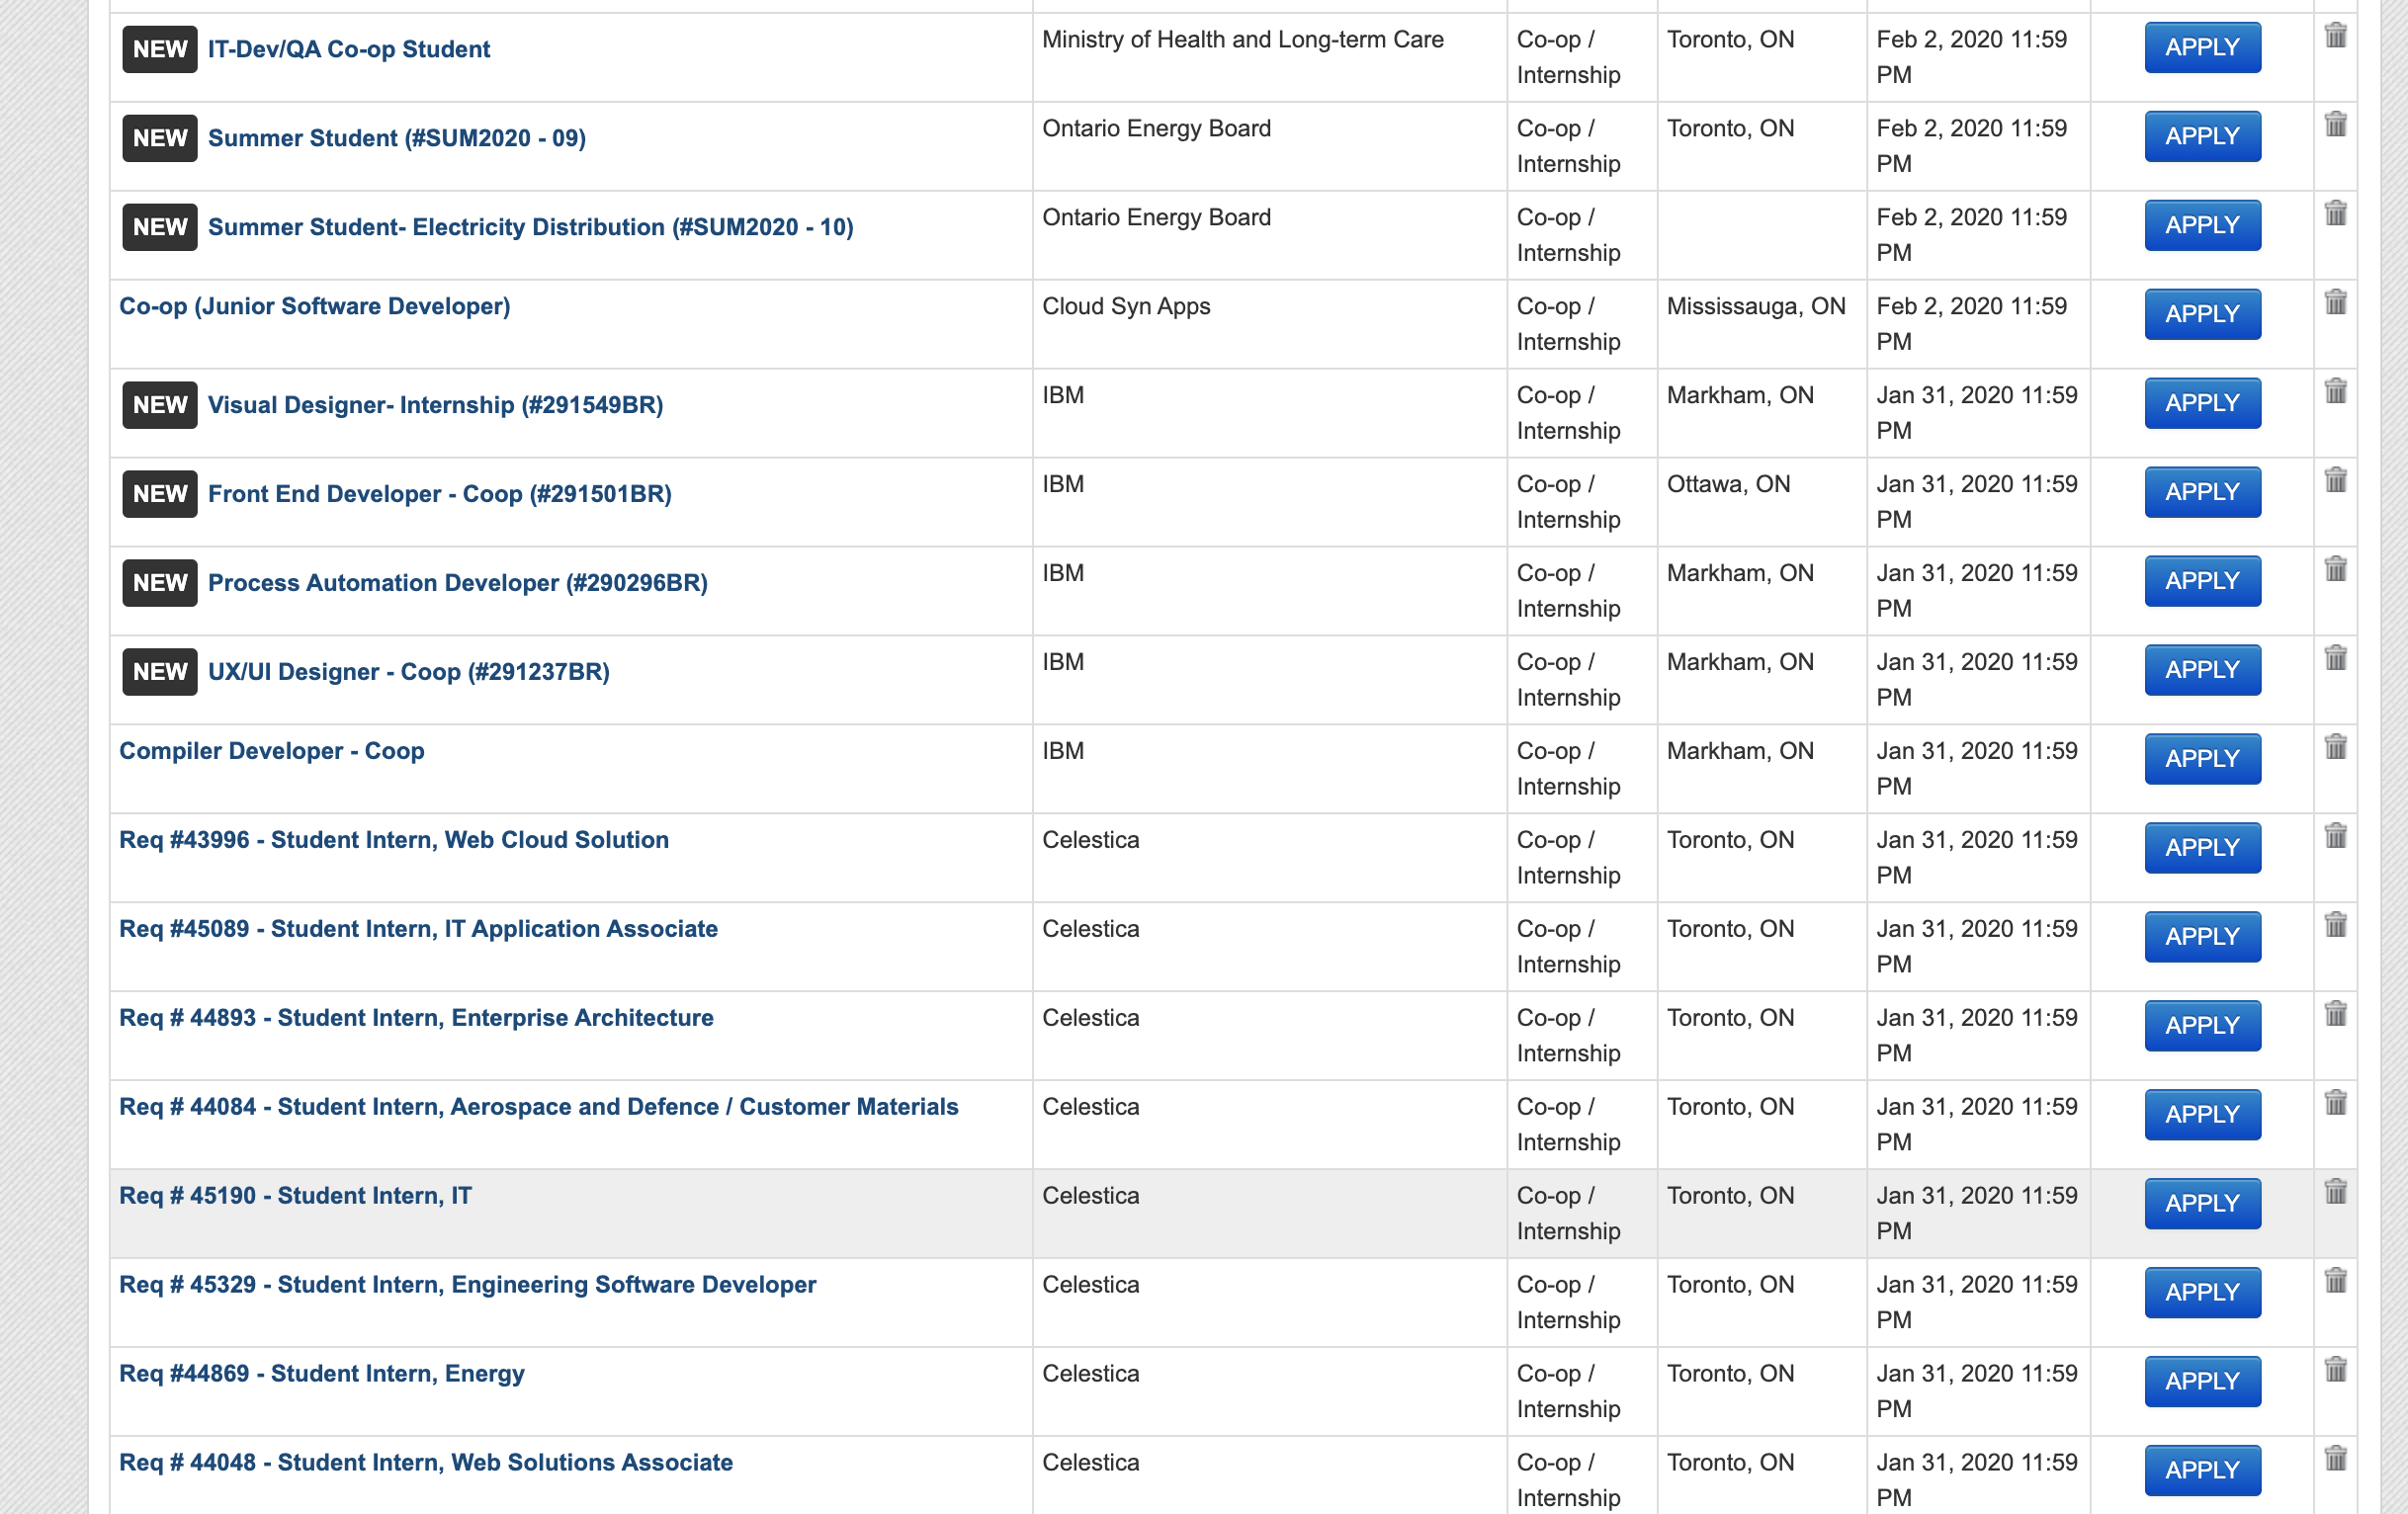 NEW IT-Dev/QA Co-op Student Ministry of Health and Long-term Care Co-op / Toronto, ON Feb 2, 2020 11:59 APPLY
Internship PM
NEW Summer Student (#SUM2020 - 09) Ontario Energy Board Co-op / Toronto, ON Feb 2, 2020 11:59 APPLY
Internship PM
NEW Summer Student- Electricity Distribution (#SUM2020 - 10) Ontario Energy Board Co-op / Feb 2, 2020 11:59 APPLY
Internship PM
Co-op (Junior Software Developer) Cloud Syn Apps Co-op / Mississauga, ON Feb 2, 2020 11:59 APPLY
Internship PM
NEW Visual Designer- Internship (#291549BR) IBM Co-op / Markham, ON Jan 31, 2020 11:59 APPLY
Internship PM
NEW Front End Developer - Coop (#291501BR) IBM Co-op / Ottawa, ON Jan 31, 2020 11:59 APPLY
Internship PM
NEW Process Automation Developer (#290296BR) IBM Co-op / Markham, ON Jan 31, 2020 11:59 APPLY
Internship PM
NEW UX/UI Designer - Coop (#291237BR) IBM Co-op / Markham, ON Jan 31, 2020 11:59 APPLY
Internship PM
Compiler Developer - Coop IBM Co-op / Markham, ON Jan 31, 2020 11:59 APPLY
Internship PM
Req #43996 - Student Intern, Web Cloud Solution Celestica Co-op / Toronto, ON Jan 31, 2020 11:59 APPLY
Internship PM
Req #45089 - Student Intern, IT Application Associate Celestica Co-op / Toronto, ON Jan 31, 2020 11:59 APPLY
Internship PM
Req # 44893 - Student Intern, Enterprise Architecture Celestica Co-op / Toronto, ON Jan 31, 2020 11:59 APPLY
Internship PM
Req # 44084 - Student Intern, Aerospace and Defence / Customer Materials Celestica Co-op / Toronto, ON Jan 31, 2020 11:59 APPLY
Internship PM
Req # 45190 - Student Intern, IT Celestica Co-op / Toronto, ON Jan 31, 2020 11:59 APPLY
Internship PM
Req # 45329 - Student Intern, Engineering Software Developer Celestica Co-op / Toronto, ON Jan 31, 2020 11:59 APPLY
Internship PM
Req #44869 - Student Intern, Energy Celestica Co-op / Toronto, ON Jan 31, 2020 11:59 APPLY
Internship PM
Req # 44048 - Student Intern, Web Solutions Associate Celestica Co-op / Toronto, ON Jan 31, 2020 11:59 APPLY
Internship PM